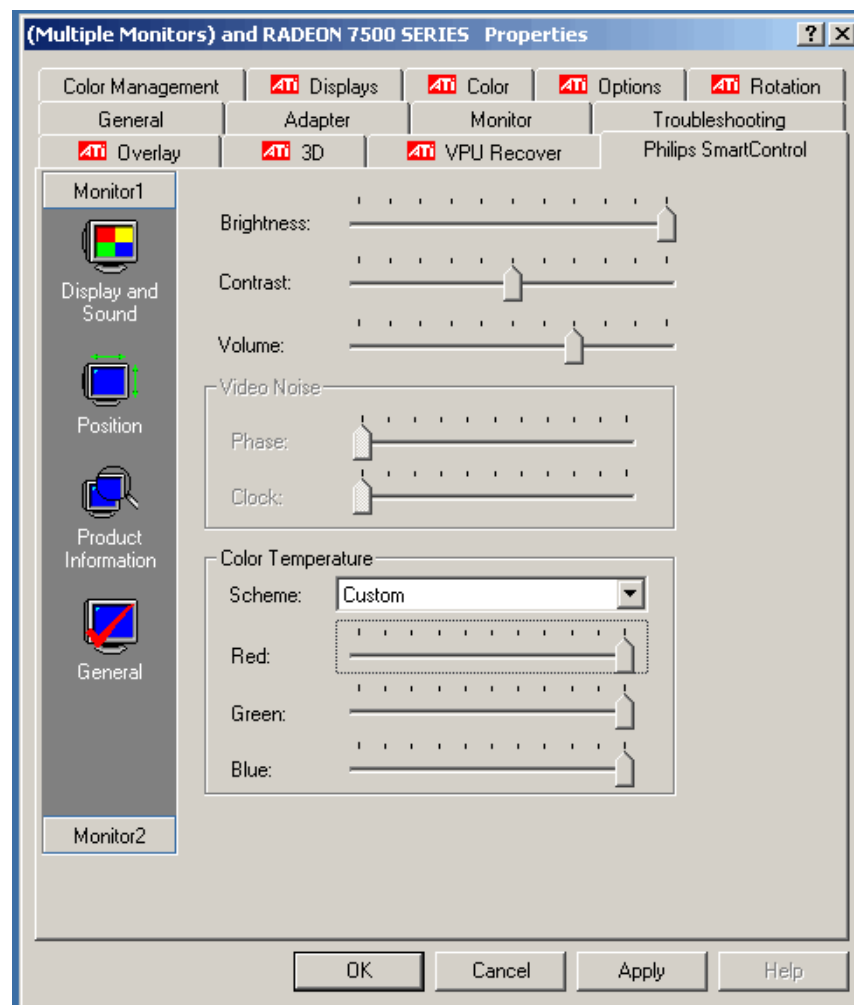 (Multiple Monitors) and RADEON 7500 SERIES Properties
Color Management ATI Displays ATI Color ATI Options ATI Rotation
General Adapter Monitor Troubleshooting
ATI Overlay ATI 3D ATI VPU Recover Philips SmartControl
Monitor1
Display and
Sound
Position
Product
Information
General
Monitor2
Brightness:
Contrast:
Volume:
Video Noise
Phase:
Clock:
Color Temperature
Scheme: Custom
Red:
Green:
Blue:
OK Cancel Apply Help